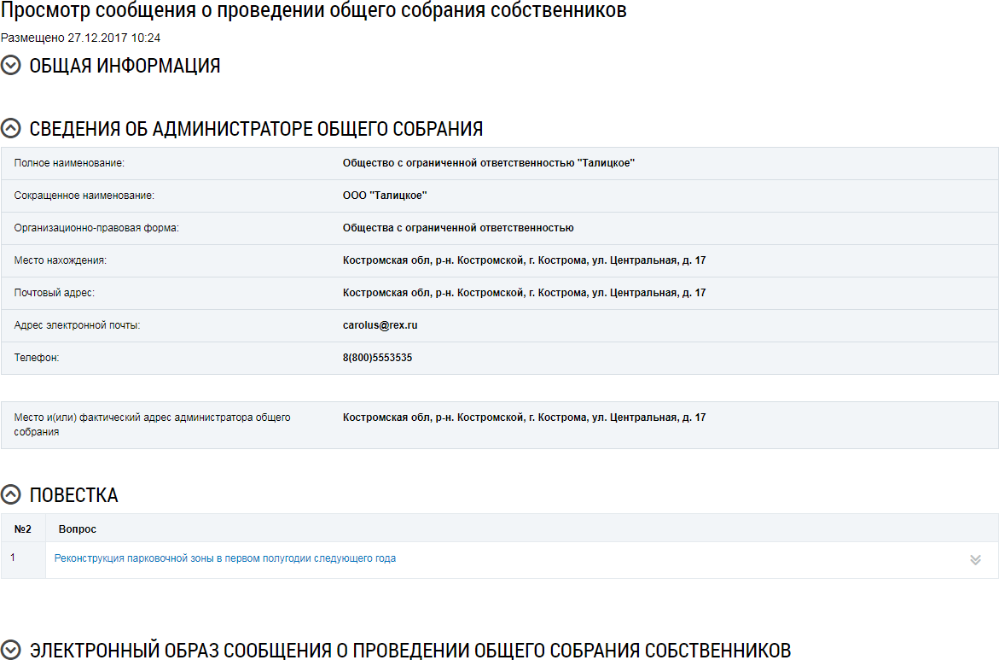 Просмотр сообщения о проведении общего собрания собственников
Размещено 27.12.2017 10:24
ОБЩАЯ ИНФОРМАЦИЯ
СВЕДЕНИЯ ОБ АДМИНИСТРАТОРЕ ОБЩЕГО СОБРАНИЯ
Полное наименование: Общество с ограниченной ответственностью "Талицкое"
Сокращенное наименование: ООО "Талицкое"
Организационно-правовая форма: Общества с ограниченной ответственностью
Место нахождения: Костромская обл, р-н. Костромской, г. Кострома, ул. Центральная, д. 17
Почтовый адрес: Костромская обл, р-н. Костромской, г. Кострома, ул. Центральная, д. 17
Адрес электронной почты: carolus@rex.ru
Телефон: 8(800)5553535
Место и(или) фактический адрес администратора общего Костромская обл, р-н. Костромской, г. Кострома, ул. Центральная, д. 17
собрания
ПОВЕСТКА
№2 Вопрос
1 Реконструкция парковочной зоны в первом полугодии следующего года
ЭЛЕКТРОННЫЙ ОБРАЗ СООБЩЕНИЯ О ПРОВЕДЕНИИ ОБЩЕГО СОБРАНИЯ СОБСТВЕННИКОВ